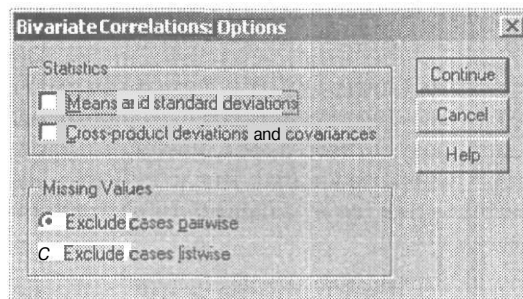 Bivariate Correlations: Options
Statistics
Means and standard deviations
Cross-product deviations and covariances
Missing Values
Exclude cases pairwise
C Exclude cases listwise
Continue
Cancel
Help